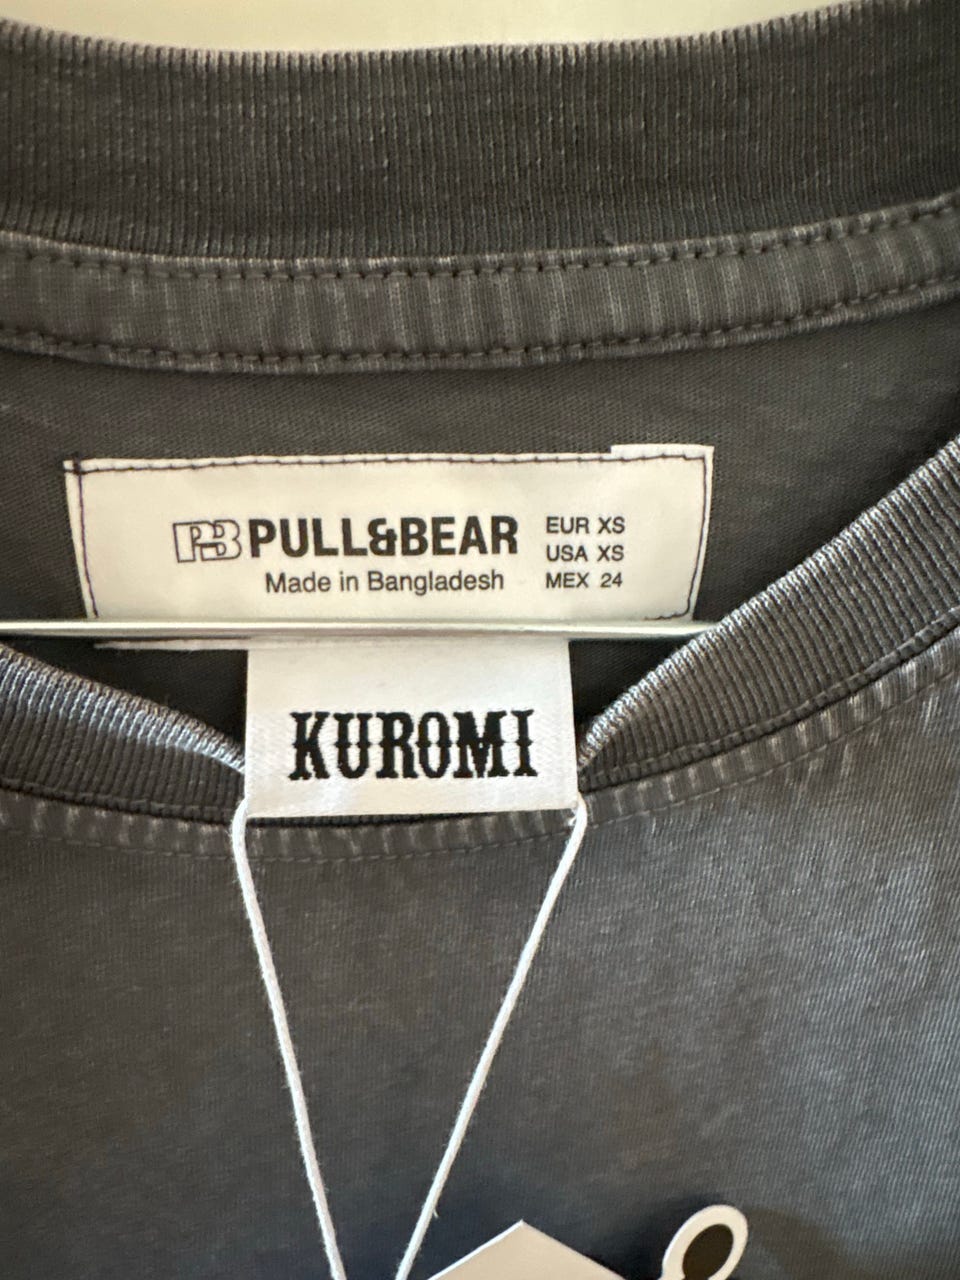 PB PULL&BEAR
Made in Bangladesh
EUR XS
USA XS
MEX 24
KUROMI